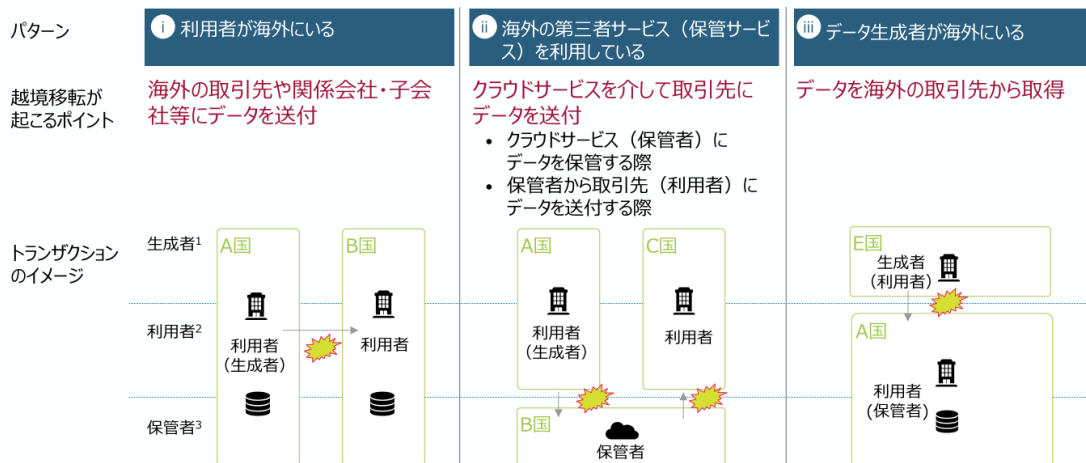 パターン
i 利用者が海外にいる
ii 海外の第三者サービス（保管サービ
ス）を利用している
iii データ生成者が海外にいる
越境移転が
起こるポイント
海外の取引先や関係会社・子会
社等にデータを送付
クラウドサービスを介して取引先に
データを送付
• クラウドサービス（保管者）に
データを保管する際
• 保管者から取引先（利用者）に
データを送付する際
データを海外の取引先から取得
トランザクション
のイメージ
生成者1
利用者2
保管者3
A国
利用者
（生成者）
B国
利用者
A国
利用者
（生成者）
C国
利用者
B国
保管者
E国
生成者
（利用者）
A国
利用者
（保管者）